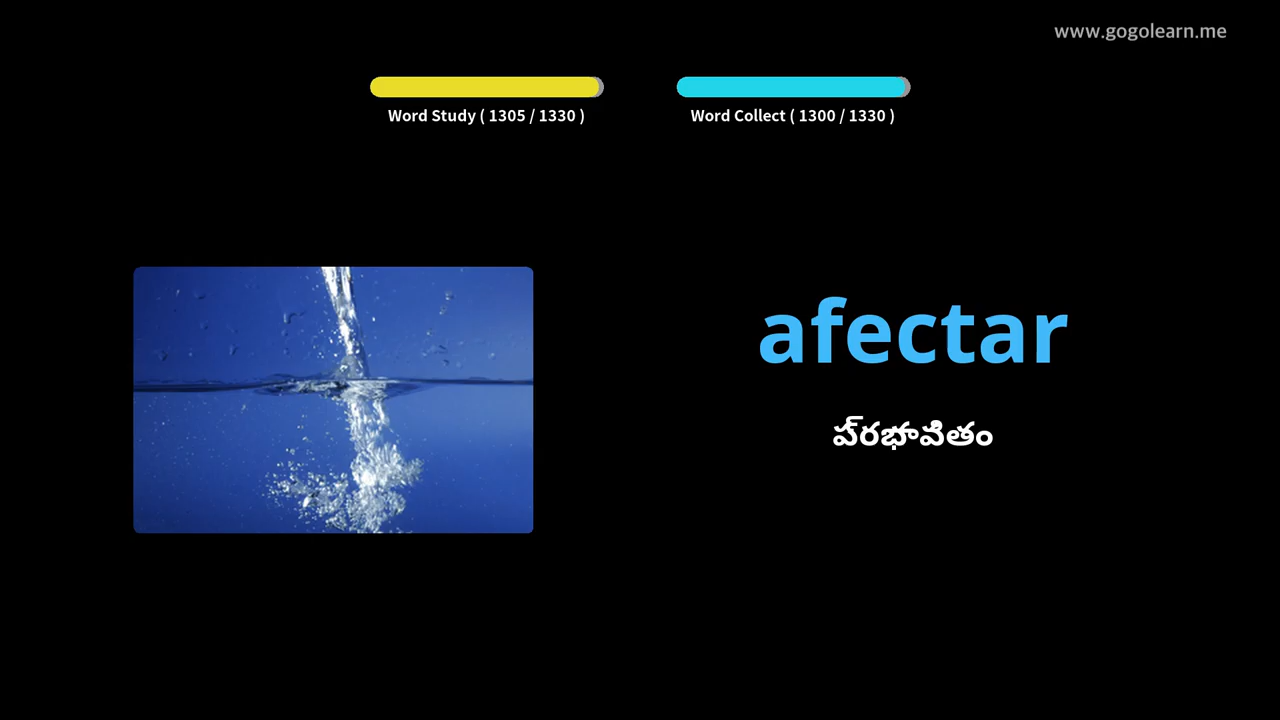 www.gogolearn.me
Word Study ( 1305 / 1330 )
Word Collect ( 1300 / 1330 )
afectar
ప్రభావితం